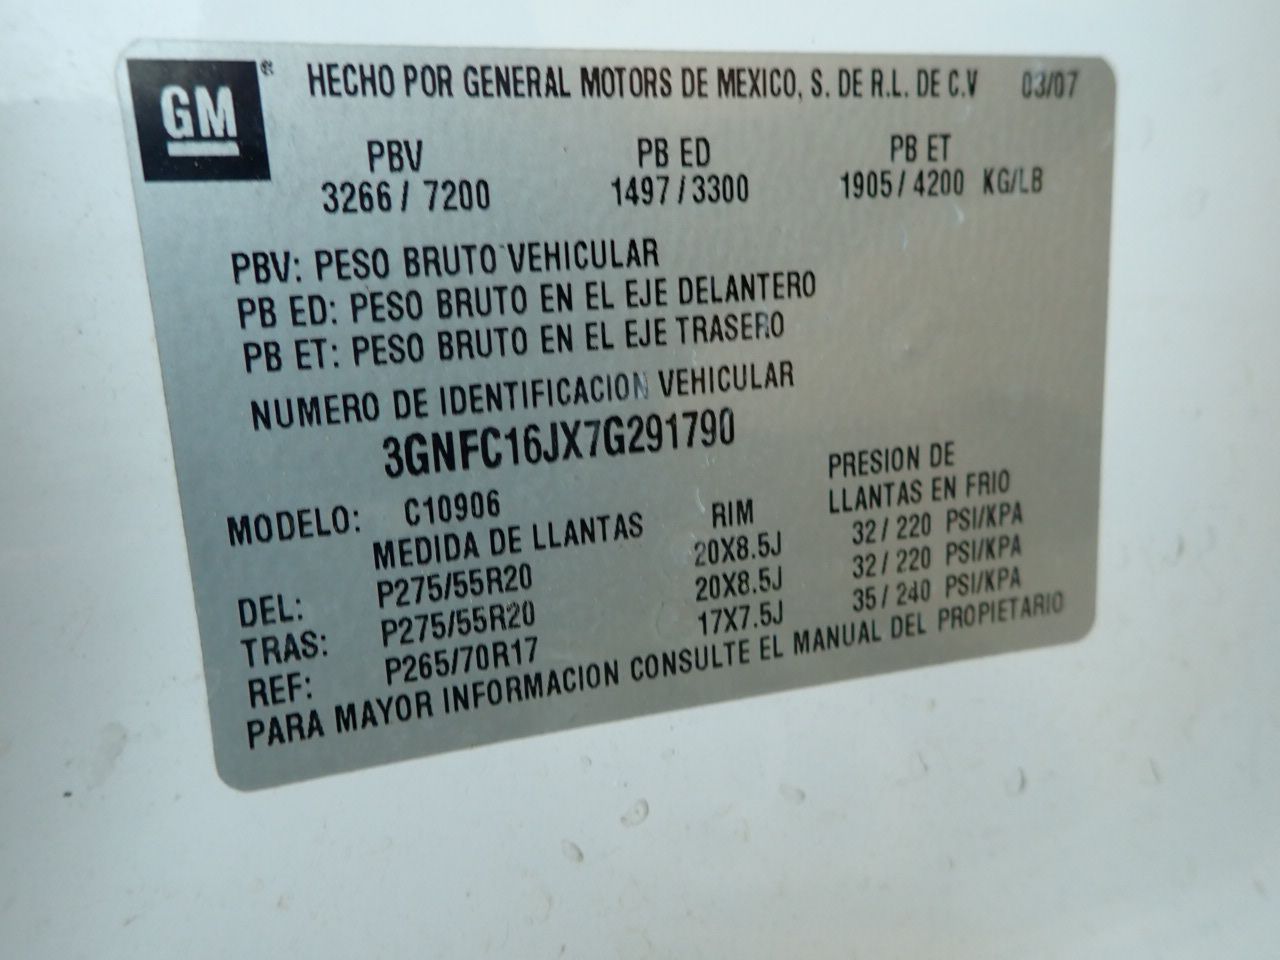 GM ® HECHO POR GENERAL MOTORS DE MEXICO, S. DE R.L. DE C.V 03/07
PBV PB ED PB ET
3266 / 7200 1497 / 3300 1905 / 4200 KG/LB
PBV: PESO BRUTO VEHICULAR
PB ED: PESO BRUTO EN EL EJE DELANTERO
PB ET: PESO BRUTO EN EL EJE TRASERO
NUMERO DE IDENTIFICACION VEHICULAR
3GNFC16JX7G291790
MODELO: C10906
MEDIDA DE LLANTAS RIM PRESION DE LLANTAS EN FRIO
DEL: P275/55R20 20X8.5J 32 / 220 PSI/KPA
TRAS: P275/55R20 20X8.5J 32 / 220 PSI/KPA
REF: P265/70R17 17X7.5J 35 / 240 PSI/KPA
PARA MAYOR INFORMACION CONSULTE EL MANUAL DEL PROPIETARIO